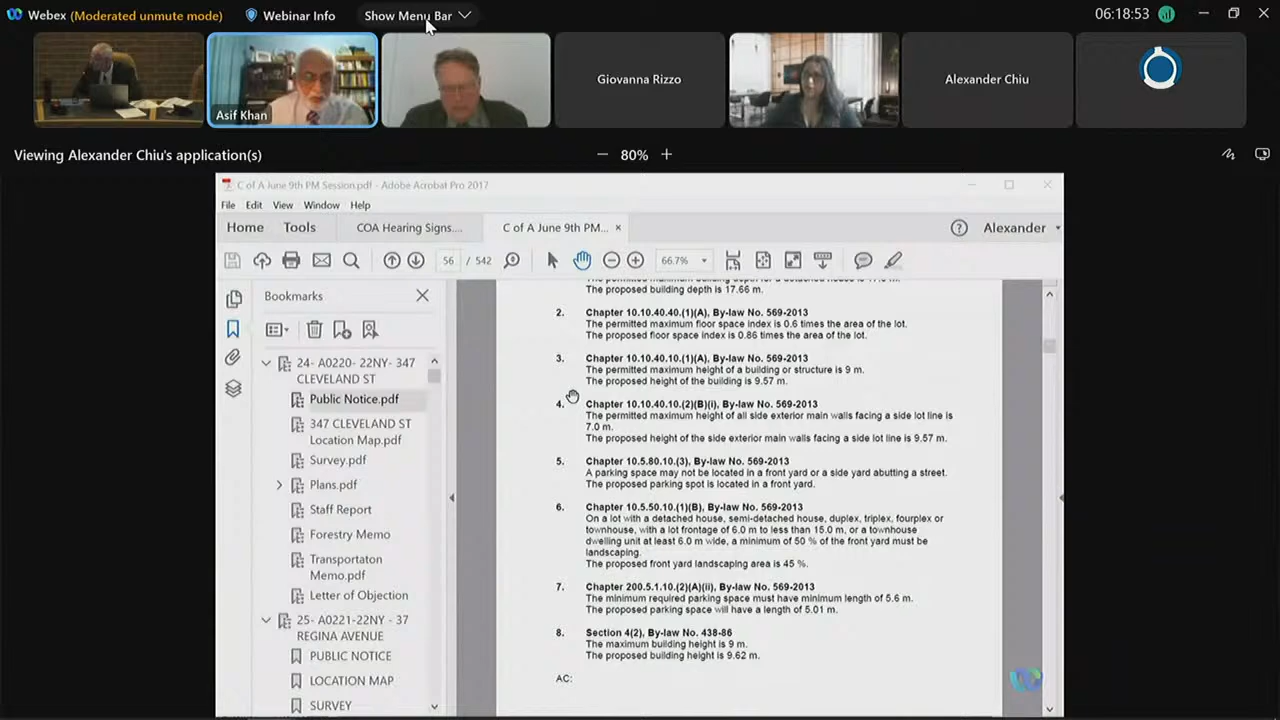 Webex (Moderated unmute mode) Webinar Info Show Menu Bar 06:18:53
Asif Khan
Giovanna Rizzo
Alexander Chiu
Viewing Alexander Chiu's application(s) 80%
C of A June 9th PM Session.pdf - Adobe Acrobat Pro 2017
File Edit View Window Help
Home Tools COA Hearing Signs.... C of A June 9th PM... × Alexander
56 / 542 66.7%
Bookmarks
24- A0220- 22NY- 347
CLEVELAND ST
Public Notice.pdf
347 CLEVELAND ST
Location Map.pdf
Survey.pdf
Plans.pdf
Staff Report
Forestry Memo
Transportaton
Memo.pdf
Letter of Objection
25- A0221-22NY - 37
REGINA AVENUE
PUBLIC NOTICE
LOCATION MAP
SURVEY
The proposed building depth is 17.66 m.
2. Chapter 10.10.40.40.(1)(A), By-law No. 569-2013
The permitted maximum floor space index is 0.6 times the area of the lot.
The proposed floor space index is 0.86 times the area of the lot.
3. Chapter 10.10.40.10.(1)(A), By-law No. 569-2013
The permitted maximum height of a building or structure is 9 m.
The proposed height of the building is 9.57 m.
4. Chapter 10.10.40.10.(2)(B)(i), By-law No. 569-2013
The permitted maximum height of all side exterior main walls facing a side lot line is
7.0 m.
The proposed height of the side exterior main walls facing a side lot line is 9.57 m.
5. Chapter 10.5.80.10.(3), By-law No. 569-2013
A parking space may not be located in a front yard or a side yard abutting a street.
The proposed parking spot is located in a front yard.
6. Chapter 10.5.50.10.(1)(B), By-law No. 569-2013
On a lot with a detached house, semi-detached house, duplex, triplex, fourplex or
townhouse, with a lot frontage of 6.0 m to less than 15.0 m, or a townhouse
dwelling unit at least 6.0 m wide, a minimum of 50 % of the front yard must be
landscaping.
The proposed front yard landscaping area is 45 %.
7. Chapter 200.5.1.10.(2)(A)(ii), By-law No. 569-2013
The minimum required parking space must have minimum length of 5.6 m.
The proposed parking space will have a length of 5.01 m.
8. Section 4(2), By-law No. 438-86
The maximum building height is 9 m.
The proposed building height is 9.62 m.
AC: